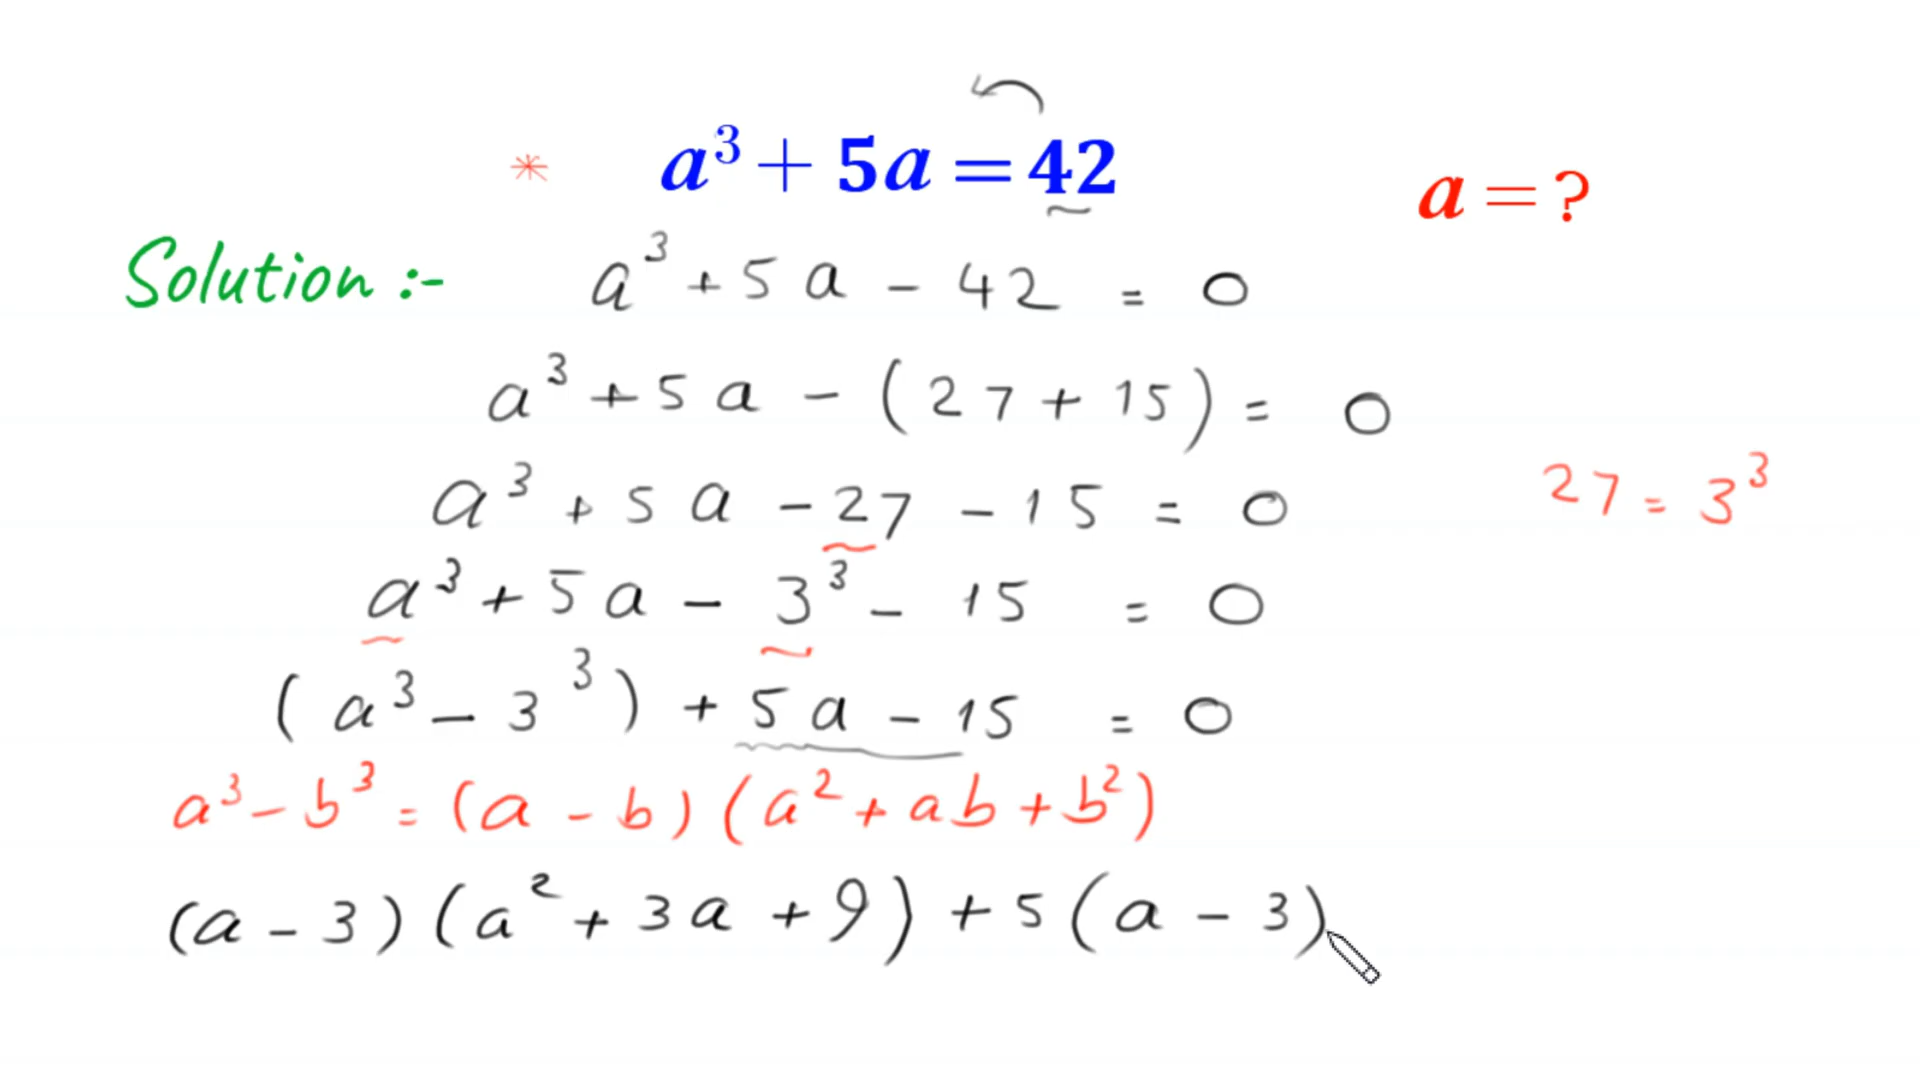 * a³ + 5a = 42
a = ?
Solution :-
a³ + 5a - 42 = 0
a³ + 5a - (27 + 15) = 0
a³ + 5a - 27 - 15 = 0
27 = 3³
a³ + 5a - 3³ - 15 = 0
(a³ - 3³) + 5a - 15 = 0
a³ - b³ = (a - b) (a² + ab + b²)
(a - 3) (a² + 3a + 9) + 5 (a - 3)